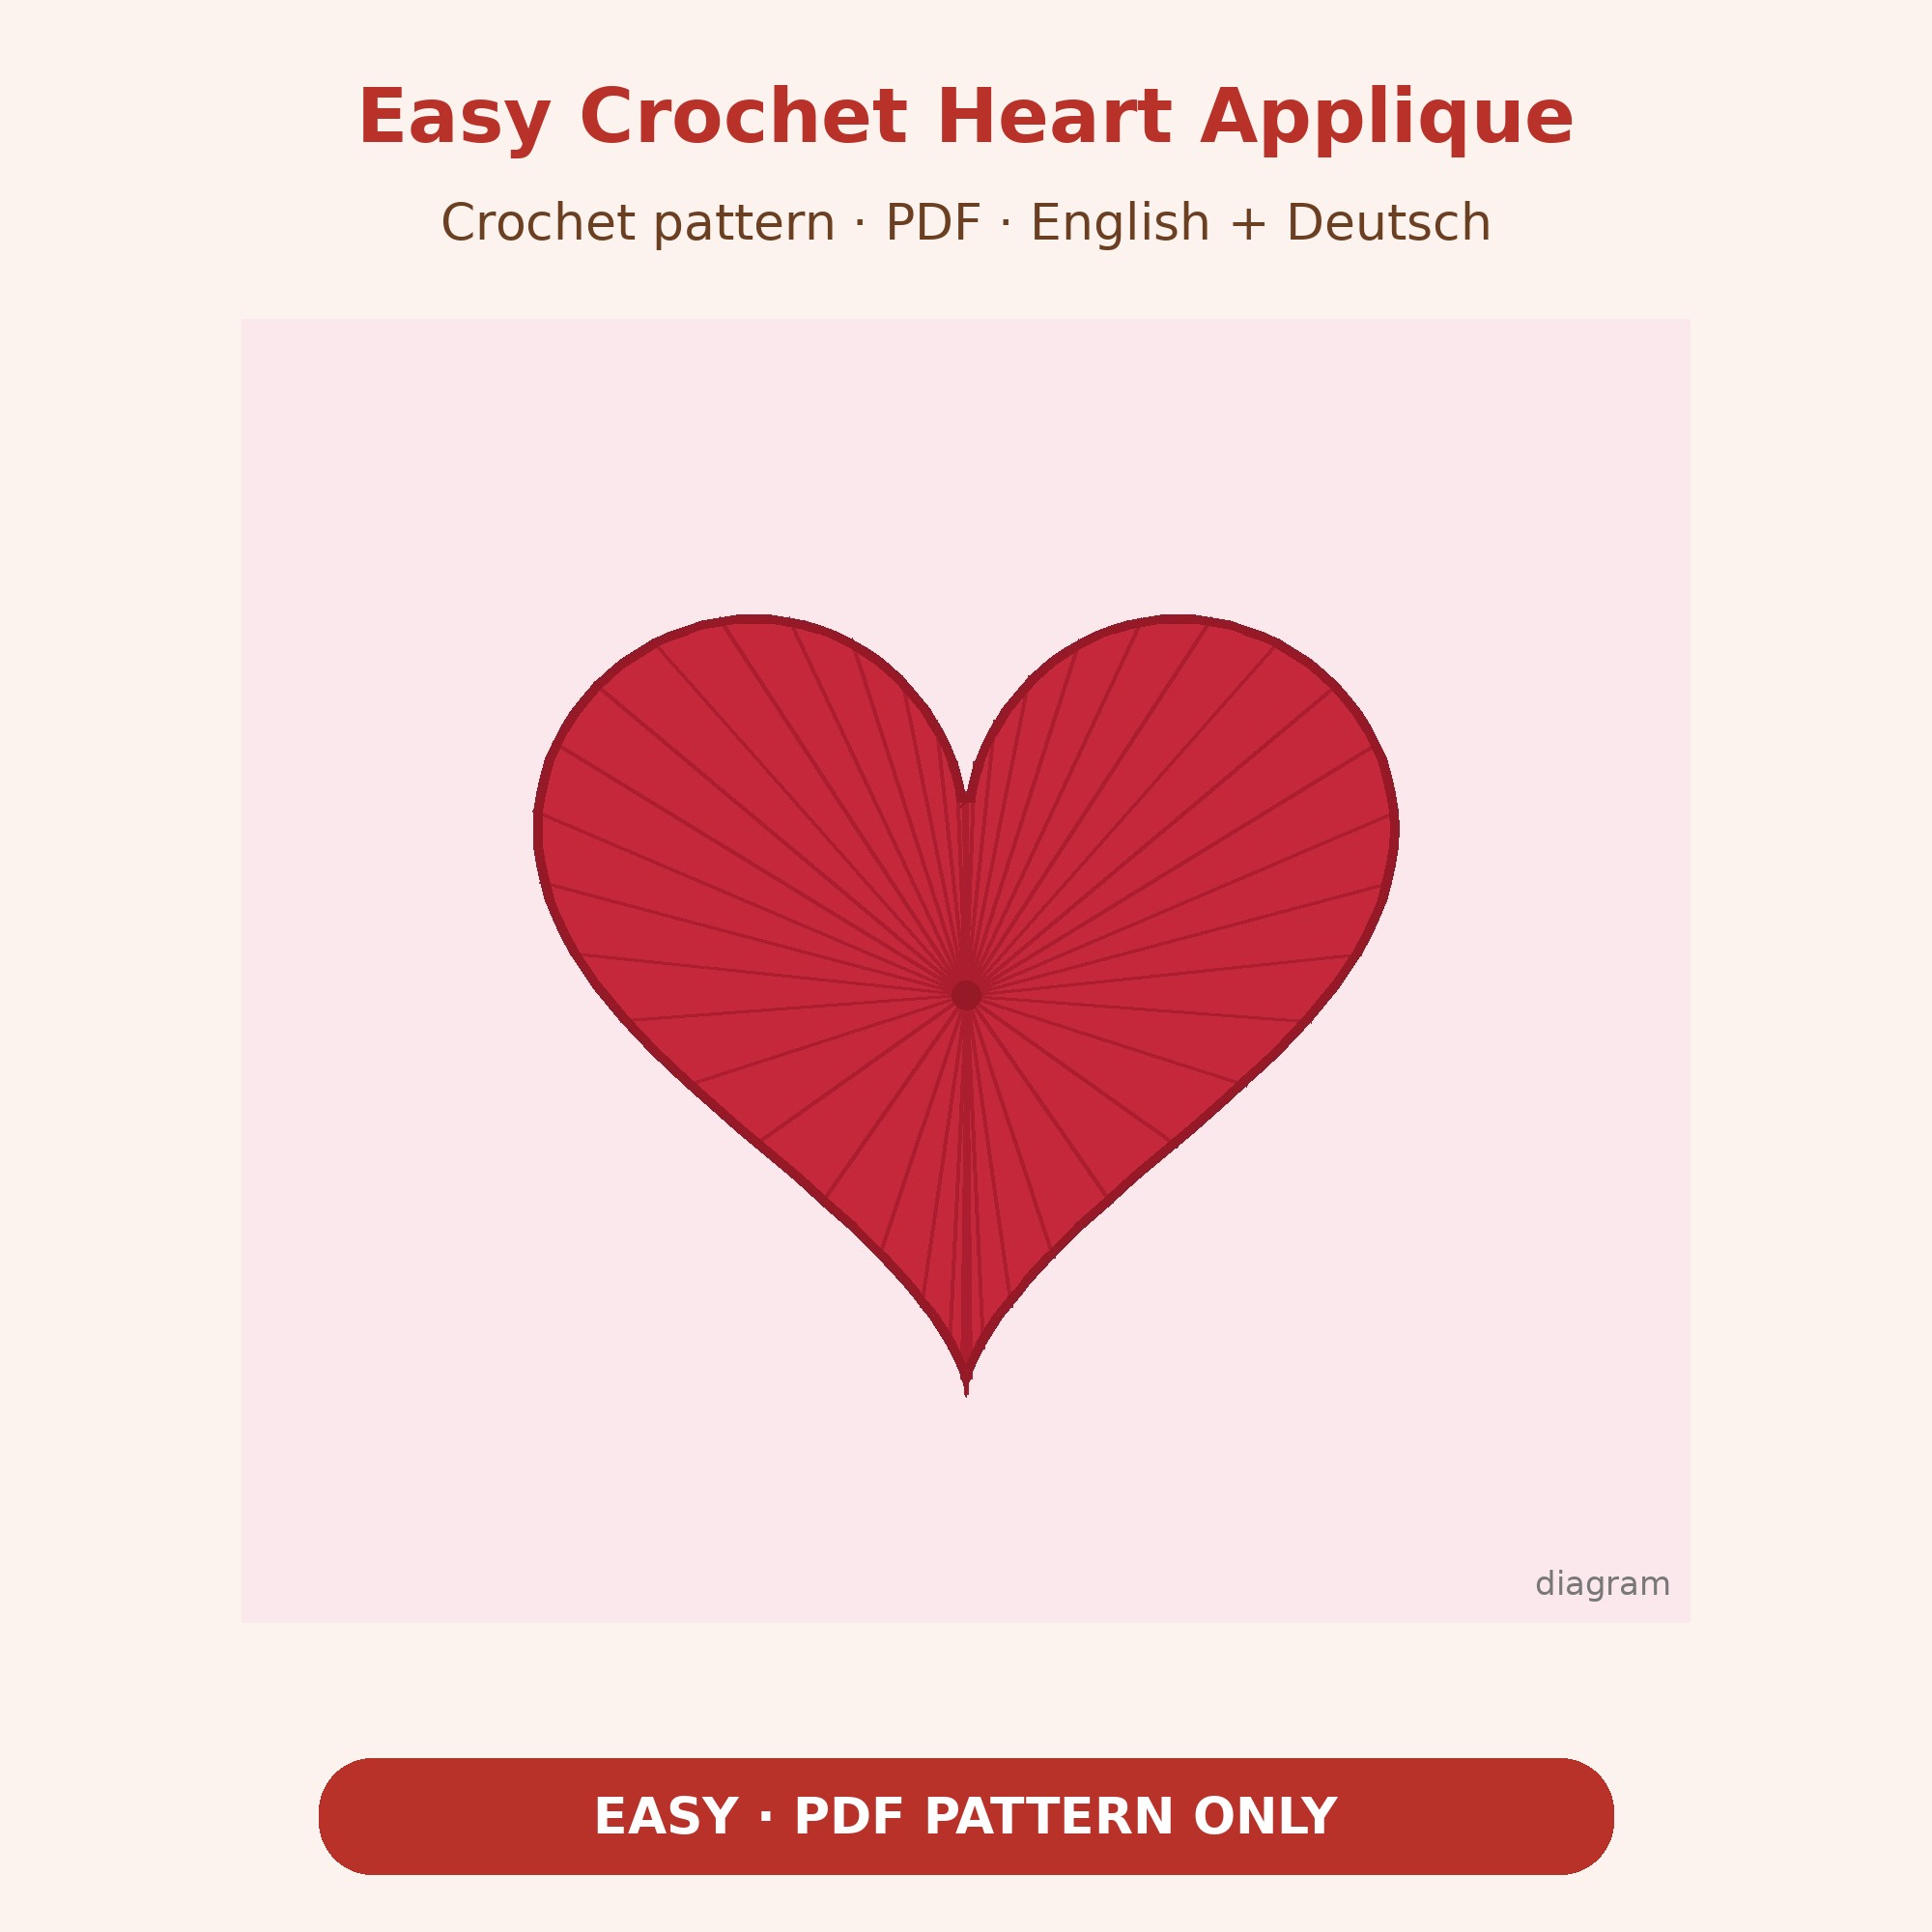 Easy Crochet Heart Applique
Crochet pattern · PDF · English + Deutsch
diagram
EASY · PDF PATTERN ONLY